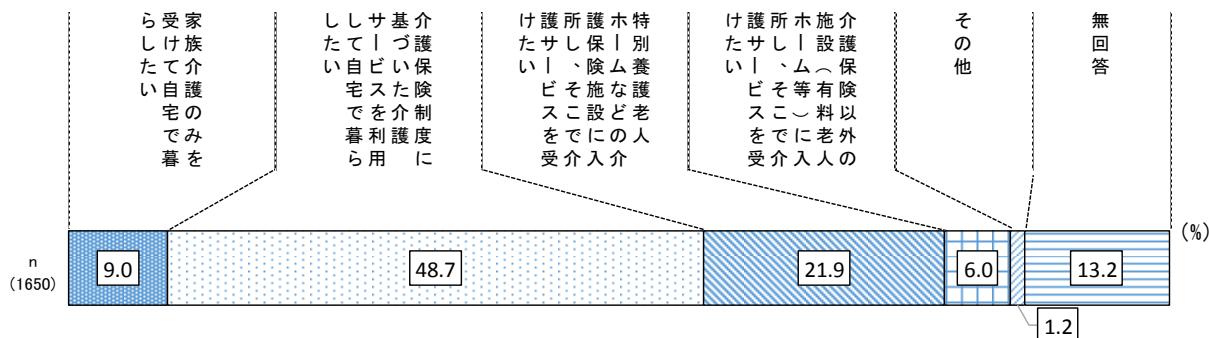 家族介護のみを
受けて自宅で暮
らしたい
介護保険制度に
基づいた介護
サービスを利用
して自宅で暮ら
したい
特別養護老人
ホームなどの介
護保険施設に入
所し、そこで介
護サービスを受
けたい
介護保険以外の
施設（有料老人
ホーム等）に入
所し、そこで介
護サービスを受
けたい
その他
無回答
(%)
n
(1650)
9.0
48.7
21.9
6.0
13.2
1.2